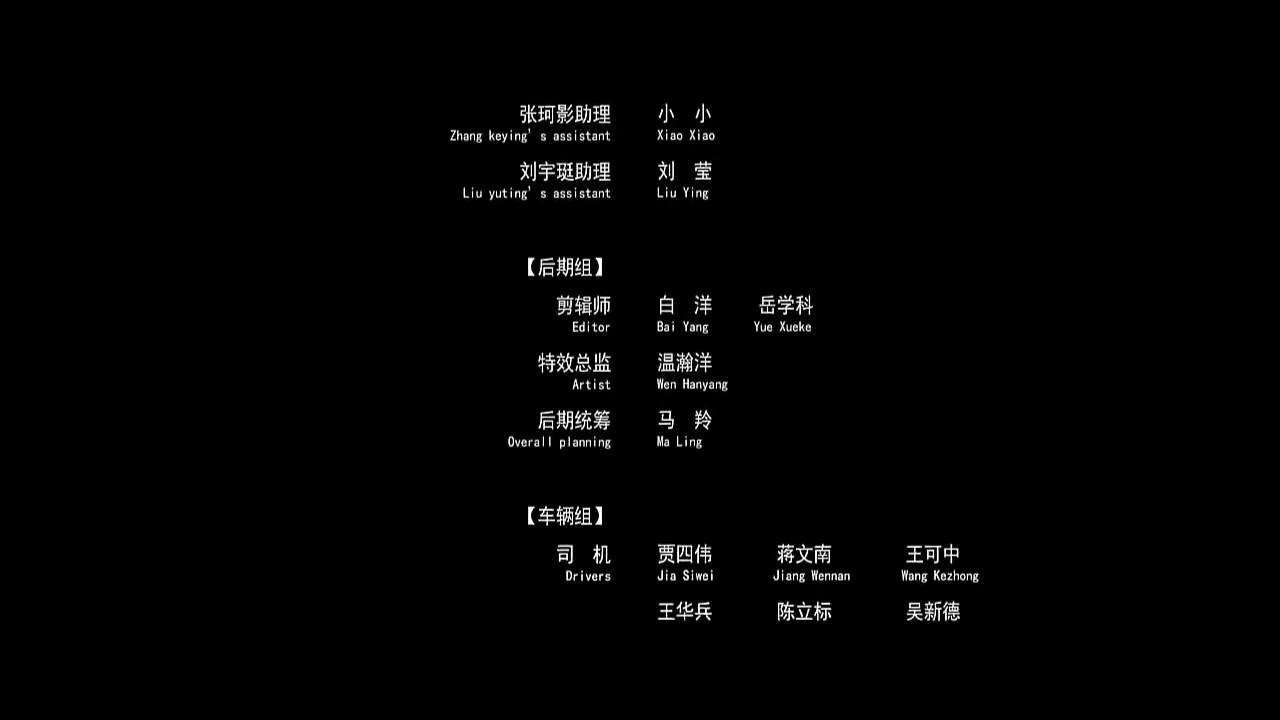 张珂影助理 小 小
Zhang keying's assistant Xiao Xiao
刘宇珽助理 刘 莹
Liu yuting's assistant Liu Ying
【后期组】
剪辑师 白 洋 岳学科
Editor Bai Yang Yue Xueke
特效总监 温瀚洋
Artist Wen Hanyang
后期统筹 马 羚
Overall planning Ma Ling
【车辆组】
司 机 贾四伟 蒋文南 王可中
Drivers Jia Siwei Jiang Wennan Wang Kezhong
王华兵 陈立标 吴新德